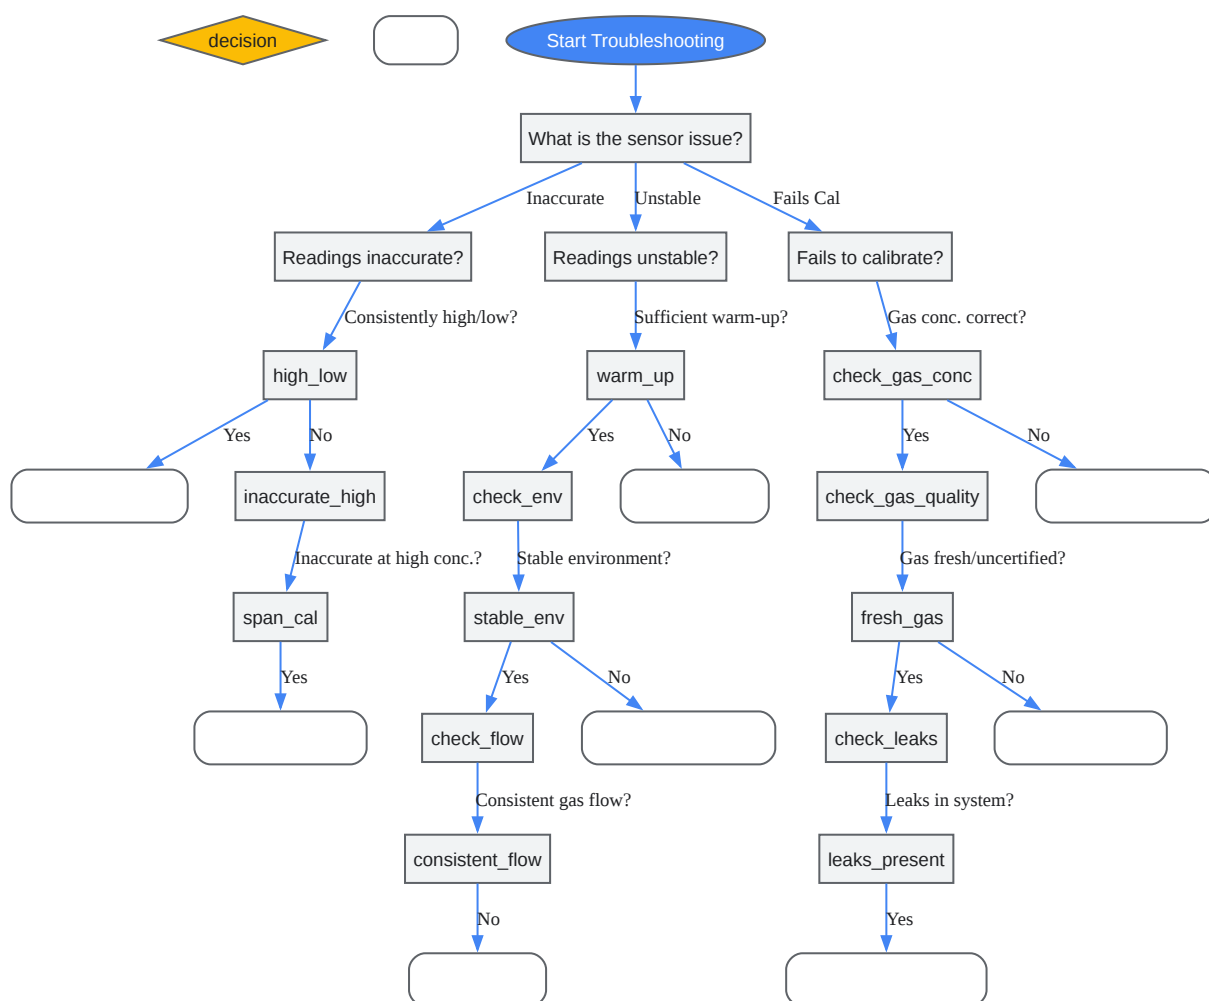 decision
Start Troubleshooting
What is the sensor issue?
Inaccurate
Unstable
Fails Cal
Readings inaccurate?
Readings unstable?
Fails to calibrate?
Consistently high/low?
Sufficient warm-up?
Gas conc. correct?
high_low
warm_up
check_gas_conc
Yes
No
Yes
No
Yes
No
inaccurate_high
check_env
check_gas_quality
Inaccurate at high conc.?
Stable environment?
Gas fresh/uncertified?
span_cal
stable_env
fresh_gas
Yes
Yes
No
Yes
No
check_flow
check_leaks
Consistent gas flow?
Leaks in system?
consistent_flow
leaks_present
No
Yes